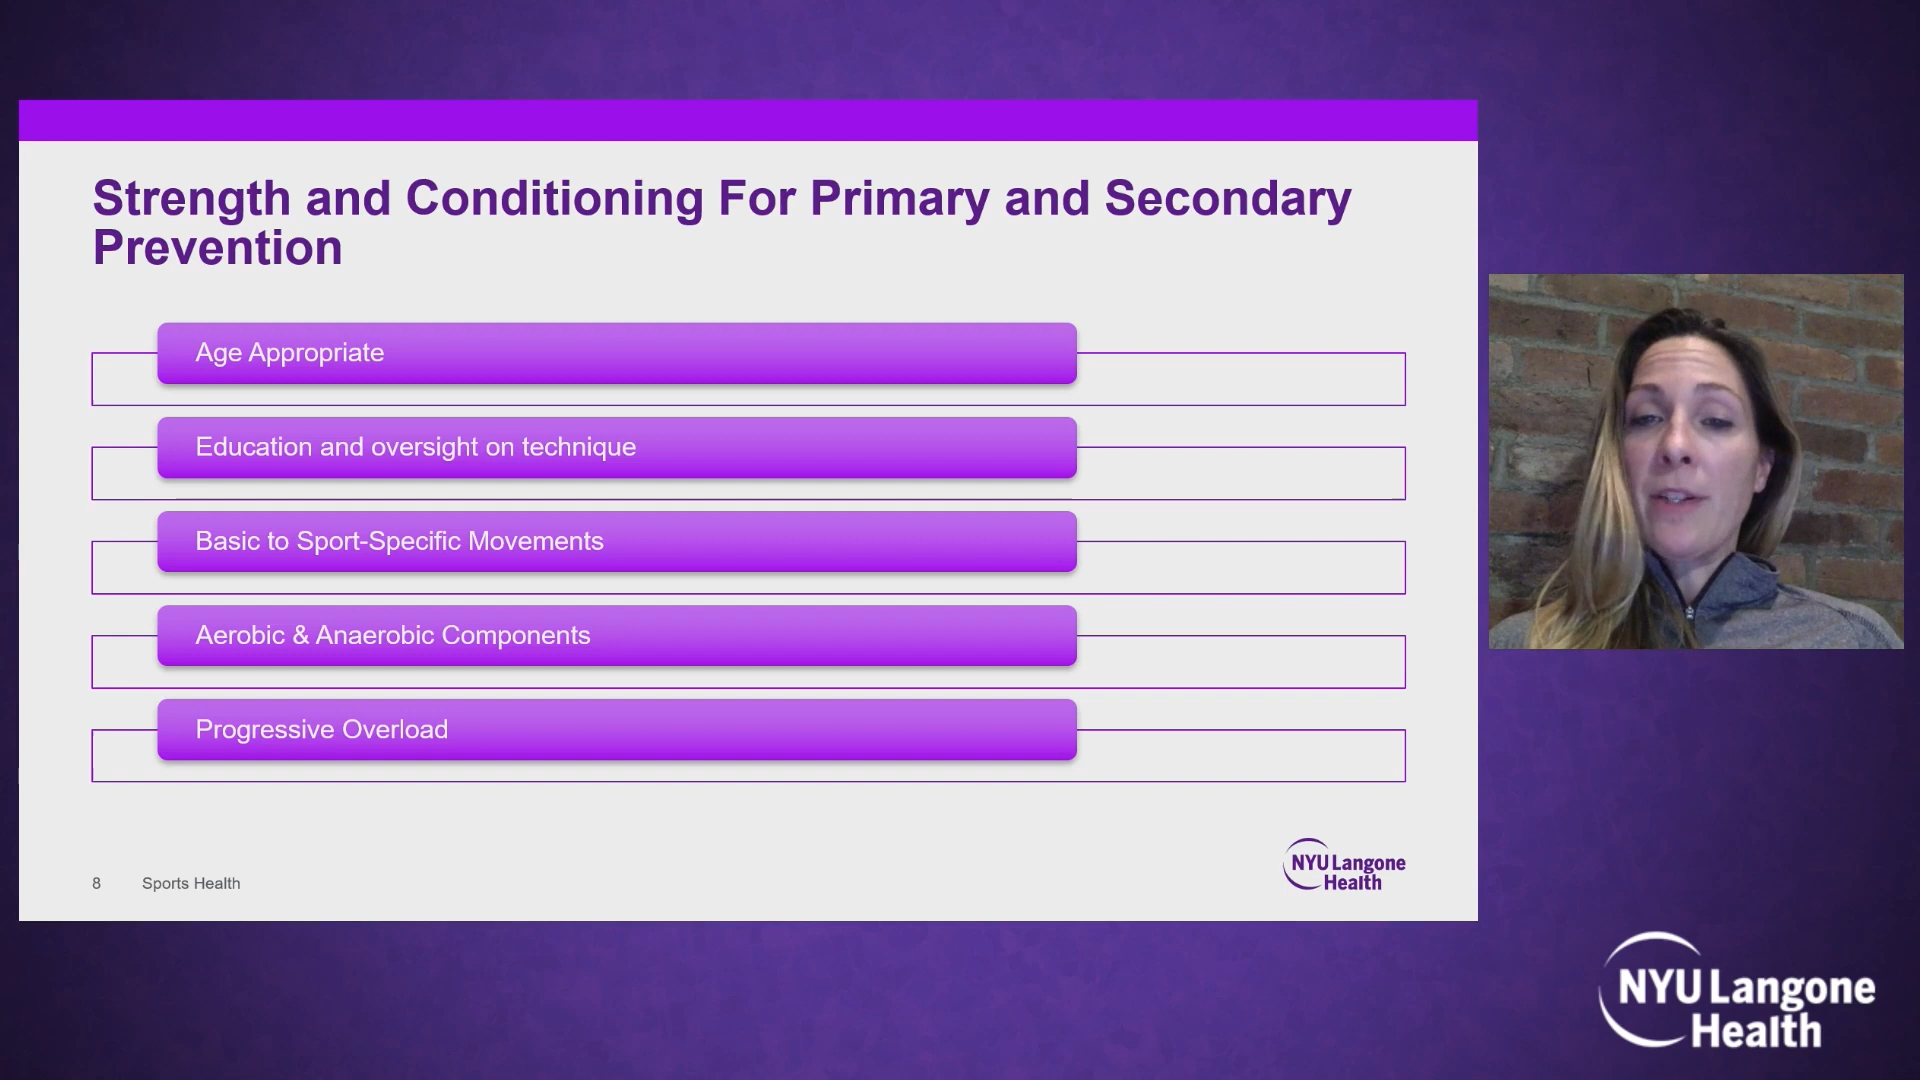 Strength and Conditioning For Primary and Secondary
Prevention
Age Appropriate
Education and oversight on technique
Basic to Sport-Specific Movements
Aerobic & Anaerobic Components
Progressive Overload
8 Sports Health
NYU Langone
Health
NYU Langone
Health